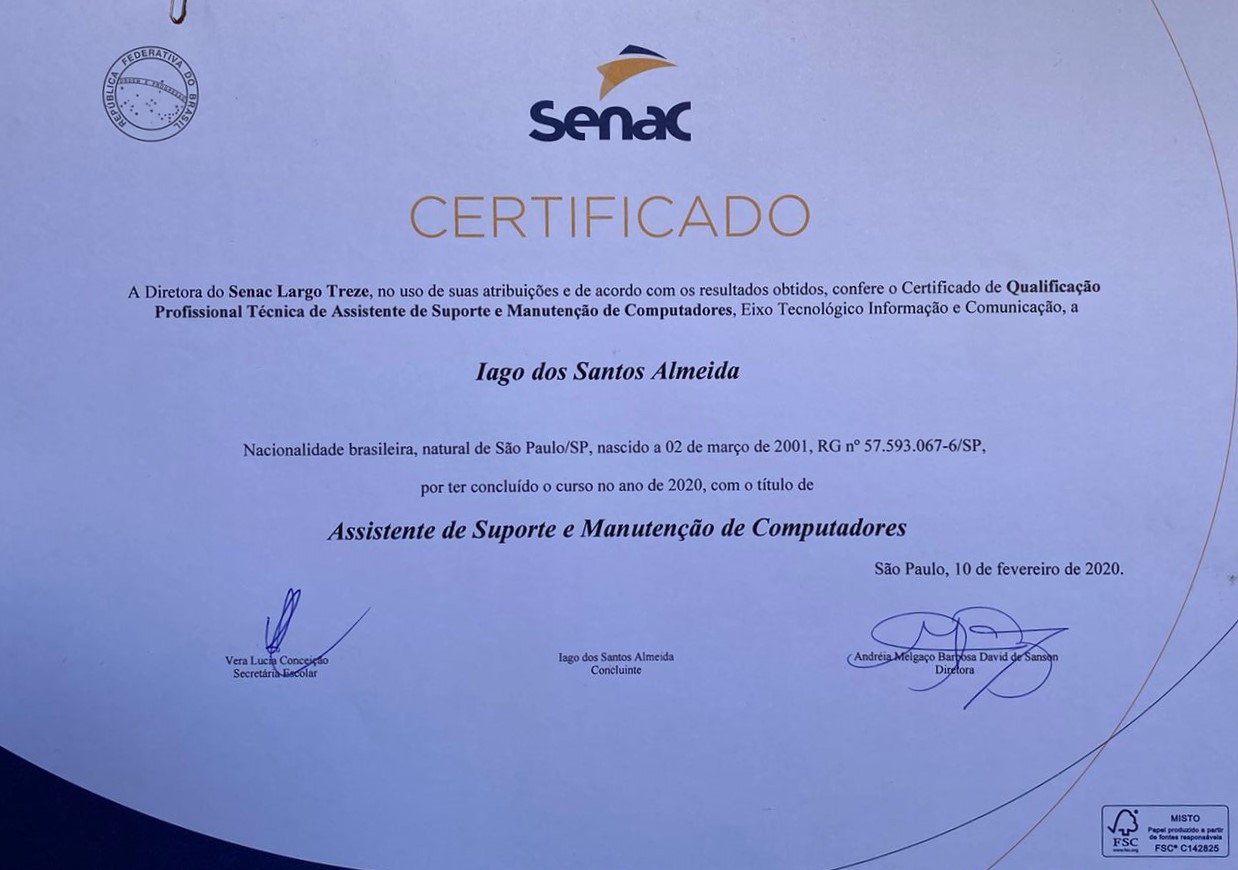 REPÚBLICA FEDERATIVA DO BRASIL
ORDEM E PROGRESSO
senac
CERTIFICADO
A Diretora do Senac Largo Treze, no uso de suas atribuições e de acordo com os resultados obtidos, confere o Certificado de Qualificação
Profissional Técnica de Assistente de Suporte e Manutenção de Computadores, Eixo Tecnológico Informação e Comunicação, a
Iago dos Santos Almeida
Nacionalidade brasileira, natural de São Paulo/SP, nascido a 02 de março de 2001, RG nº 57.593.067-6/SP,
por ter concluído o curso no ano de 2020, com o título de
Assistente de Suporte e Manutenção de Computadores
São Paulo, 10 de fevereiro de 2020.
Vera Lucia Conceição
Secretária Escolar
Iago dos Santos Almeida
Concluinte
Andréia Melgaço Barbosa David de Sanson
Diretora
FSC
www.fsc.org
MISTO
Papel produzido a partir
de fontes responsáveis
FSC® C142825